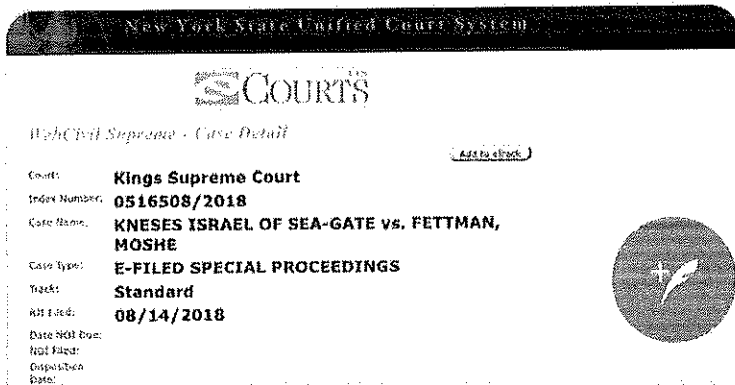 New York State Unified Court System
COURTS
WebCivil Supreme - Case Detail
Add to eTrack
Court: Kings Supreme Court
Index Number: 0516508/2018
Case Name: KNESES ISRAEL OF SEA-GATE vs. FETTMAN,
MOSHE
Case Type: E-FILED SPECIAL PROCEEDINGS
Track: Standard
RJI Filed: 08/14/2018
Date NOI Due:
NOI Filed:
Disposition
Date: